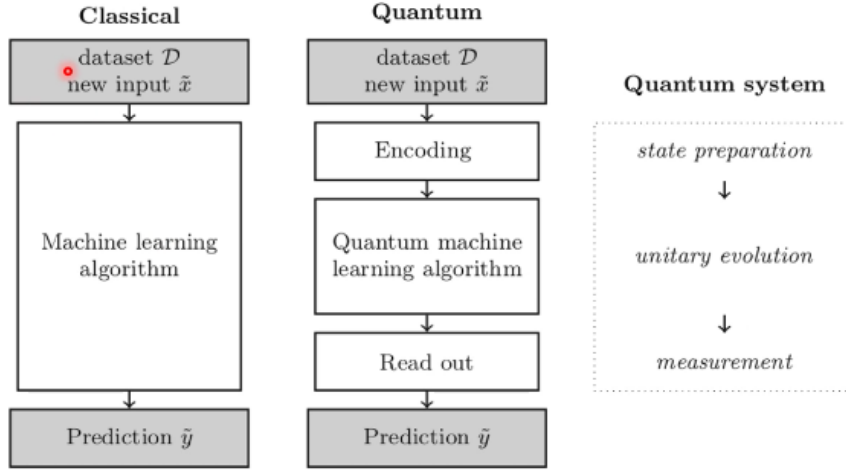 Classical
dataset 𝒟
new input x̃
Machine learning
algorithm
Prediction ỹ
Quantum
dataset 𝒟
new input x̃
Encoding
Quantum machine
learning algorithm
Read out
Prediction ỹ
Quantum system
state preparation
unitary evolution
measurement